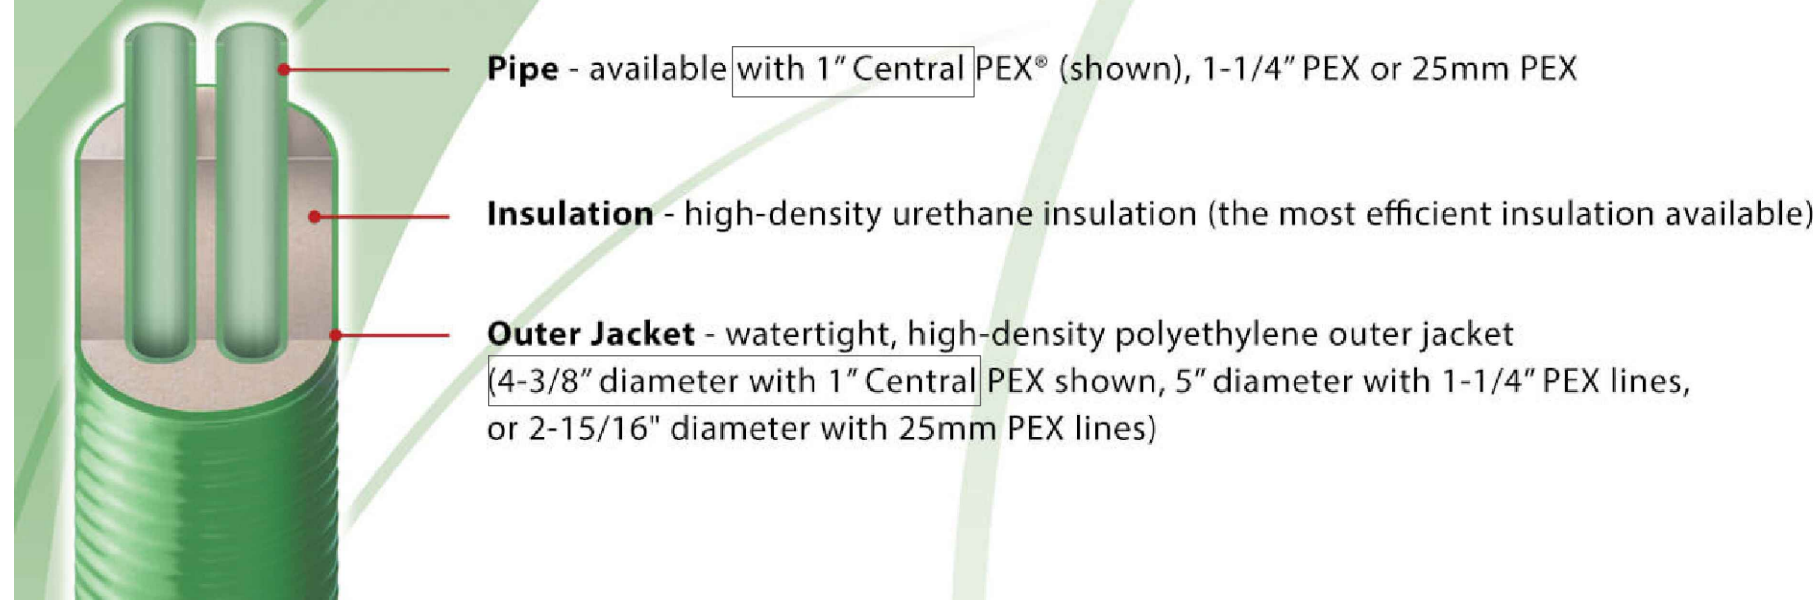 Pipe - available with 1" Central PEX® (shown), 1-1/4" PEX or 25mm PEX
Insulation - high-density urethane insulation (the most efficient insulation available)
Outer Jacket - watertight, high-density polyethylene outer jacket
(4-3/8" diameter with 1" Central PEX shown, 5" diameter with 1-1/4" PEX lines,
or 2-15/16" diameter with 25mm PEX lines)